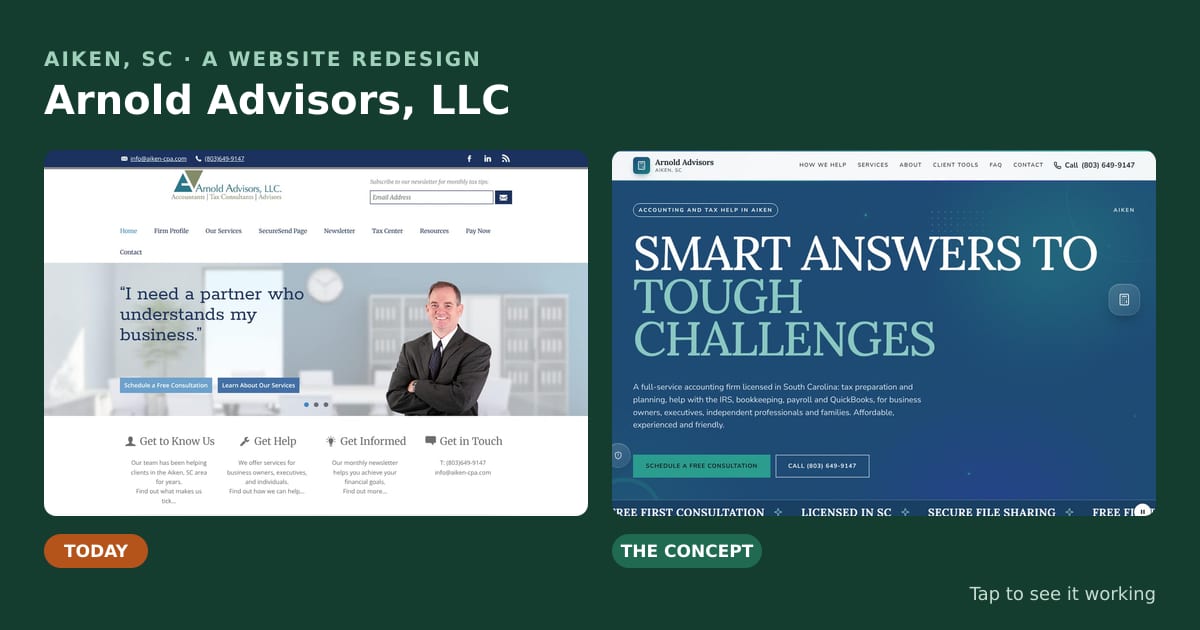 AIKEN, SC · A WEBSITE REDESIGN
Arnold Advisors, LLC
info@aiken-cpa.com (803)649-9147
Arnold Advisors, LLC.
Accountants | Tax Consultants | Advisors
Subscribe to our newsletter for monthly tax tips.
Email Address
Home Firm Profile Our Services SecureSend Page Newsletter Tax Center Resources Pay Now
Contact
“I need a partner who
understands my
business.”
Schedule a Free Consultation Learn About Our Services
Get to Know Us Get Help Get Informed Get in Touch
Our team has been helping
clients in the Aiken, SC area
for years.
Find out what makes us
tick...
We offer services for
business owners, executives,
and individuals.
Find out how we can help...
Our monthly newsletter
helps you achieve your
financial goals.
Find out more...
T: (803)649-9147
info@aiken-cpa.com
TODAY
Arnold Advisors
AIKEN, SC
HOW WE HELP SERVICES ABOUT CLIENT TOOLS FAQ CONTACT Call (803) 649-9147
ACCOUNTING AND TAX HELP IN AIKEN
AIKEN
SMART ANSWERS TO
TOUGH
CHALLENGES
A full-service accounting firm licensed in South Carolina: tax preparation and
planning, help with the IRS, bookkeeping, payroll and QuickBooks, for business
owners, executives, independent professionals and families. Affordable,
experienced and friendly.
SCHEDULE A FREE CONSULTATION CALL (803) 649-9147
FREE FIRST CONSULTATION LICENSED IN SC SECURE FILE SHARING FREE
THE CONCEPT
Tap to see it working